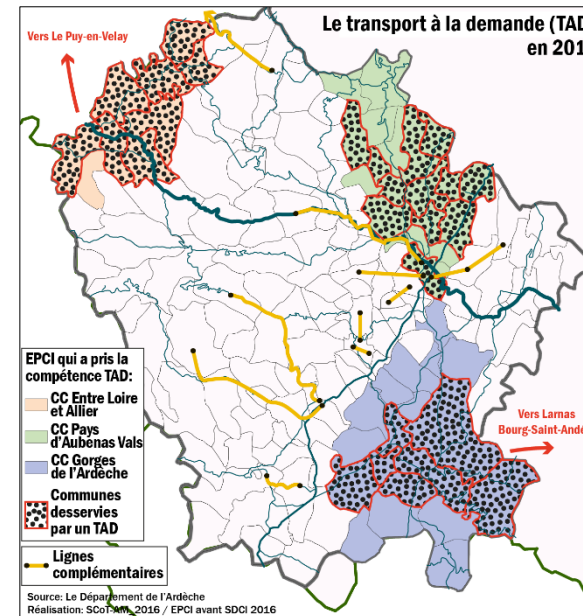 Le transport à la demande (TAD
en 201
Vers Le Puy-en-Velay
EPCI qui a pris la
compétence TAD:
CC Entre Loire
et Allier
CC Pays
d'Aubenas Vals
CC Gorges
de l'Ardèche
Communes
desservies
par un TAD
Lignes
complémentaires
Vers Larnas
Bourg-Saint-Andé
Source: Le Département de l'Ardèche
Réalisation: SCoT-AM, 2016 / EPCI avant SDCI 2016